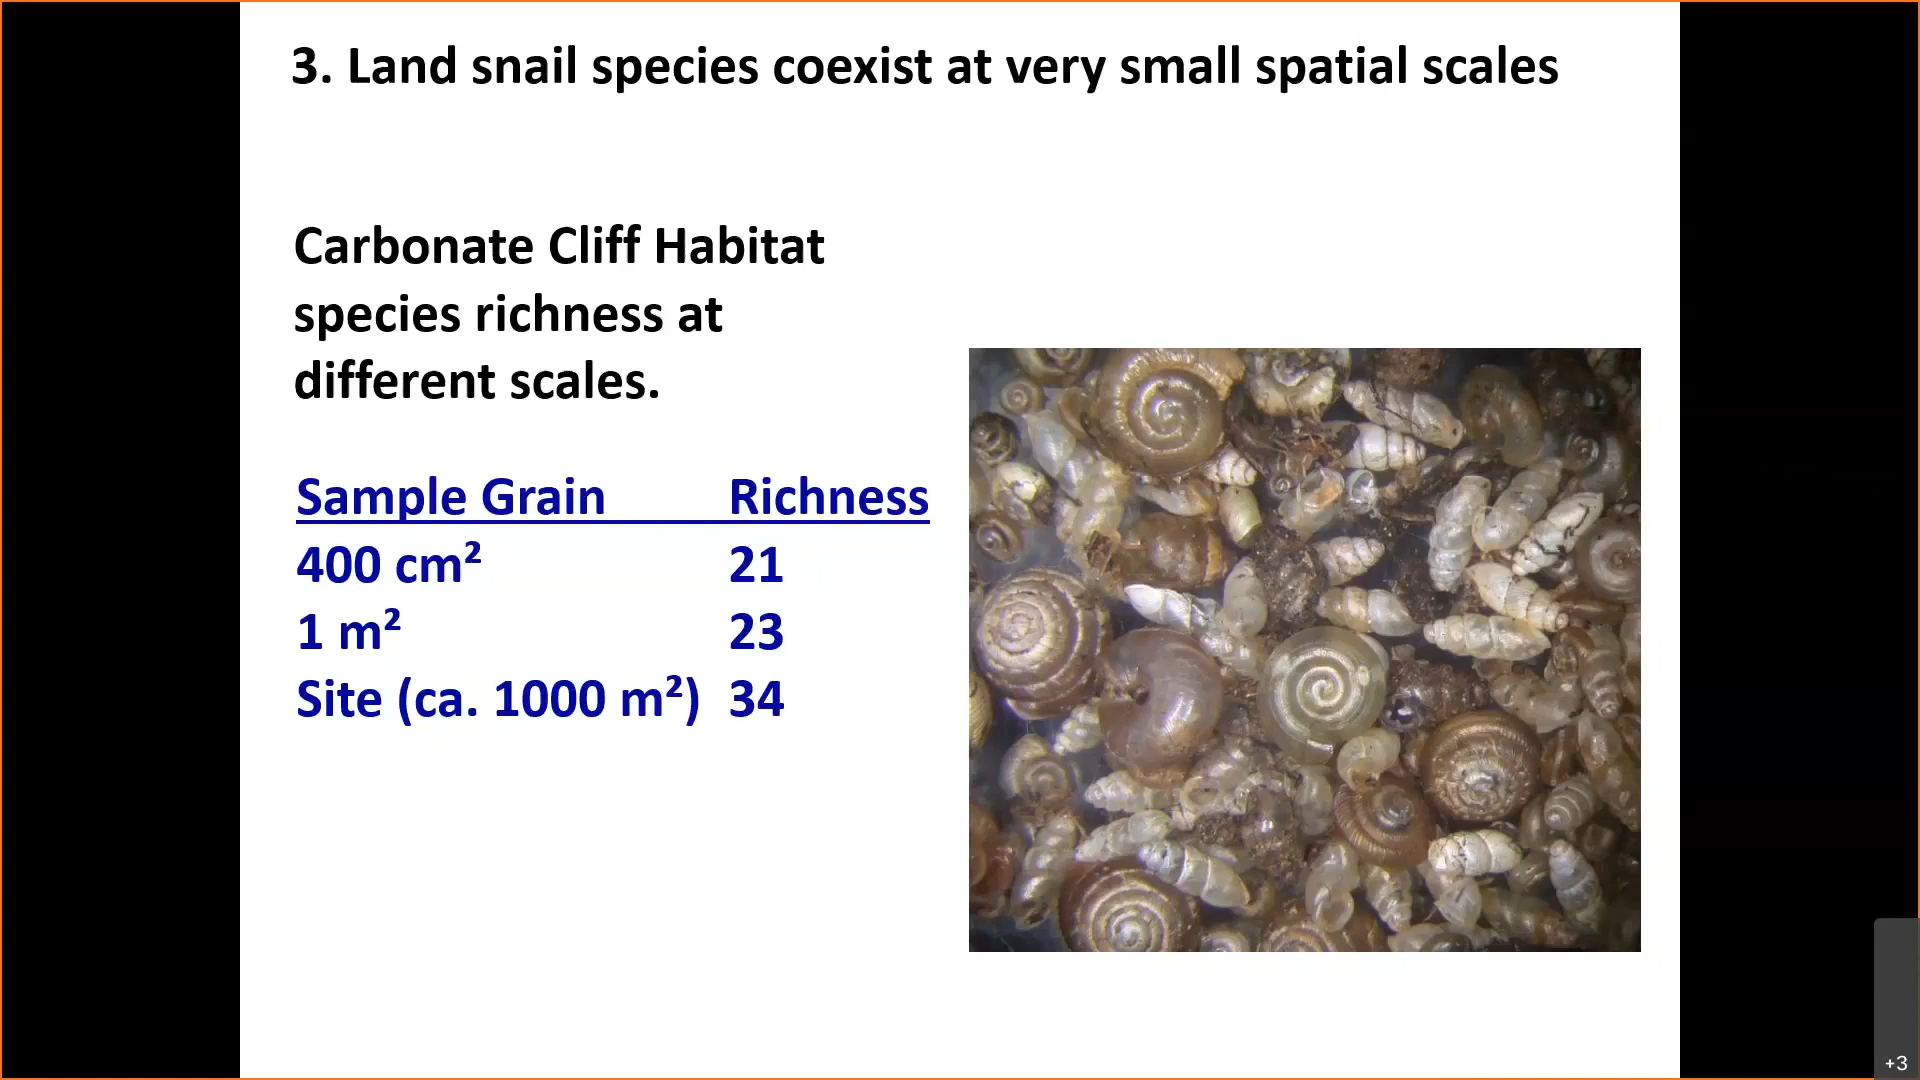 3. Land snail species coexist at very small spatial scales
Carbonate Cliff Habitat
species richness at
different scales.
Sample Grain Richness
400 cm² 21
1 m² 23
Site (ca. 1000 m²) 34
+3